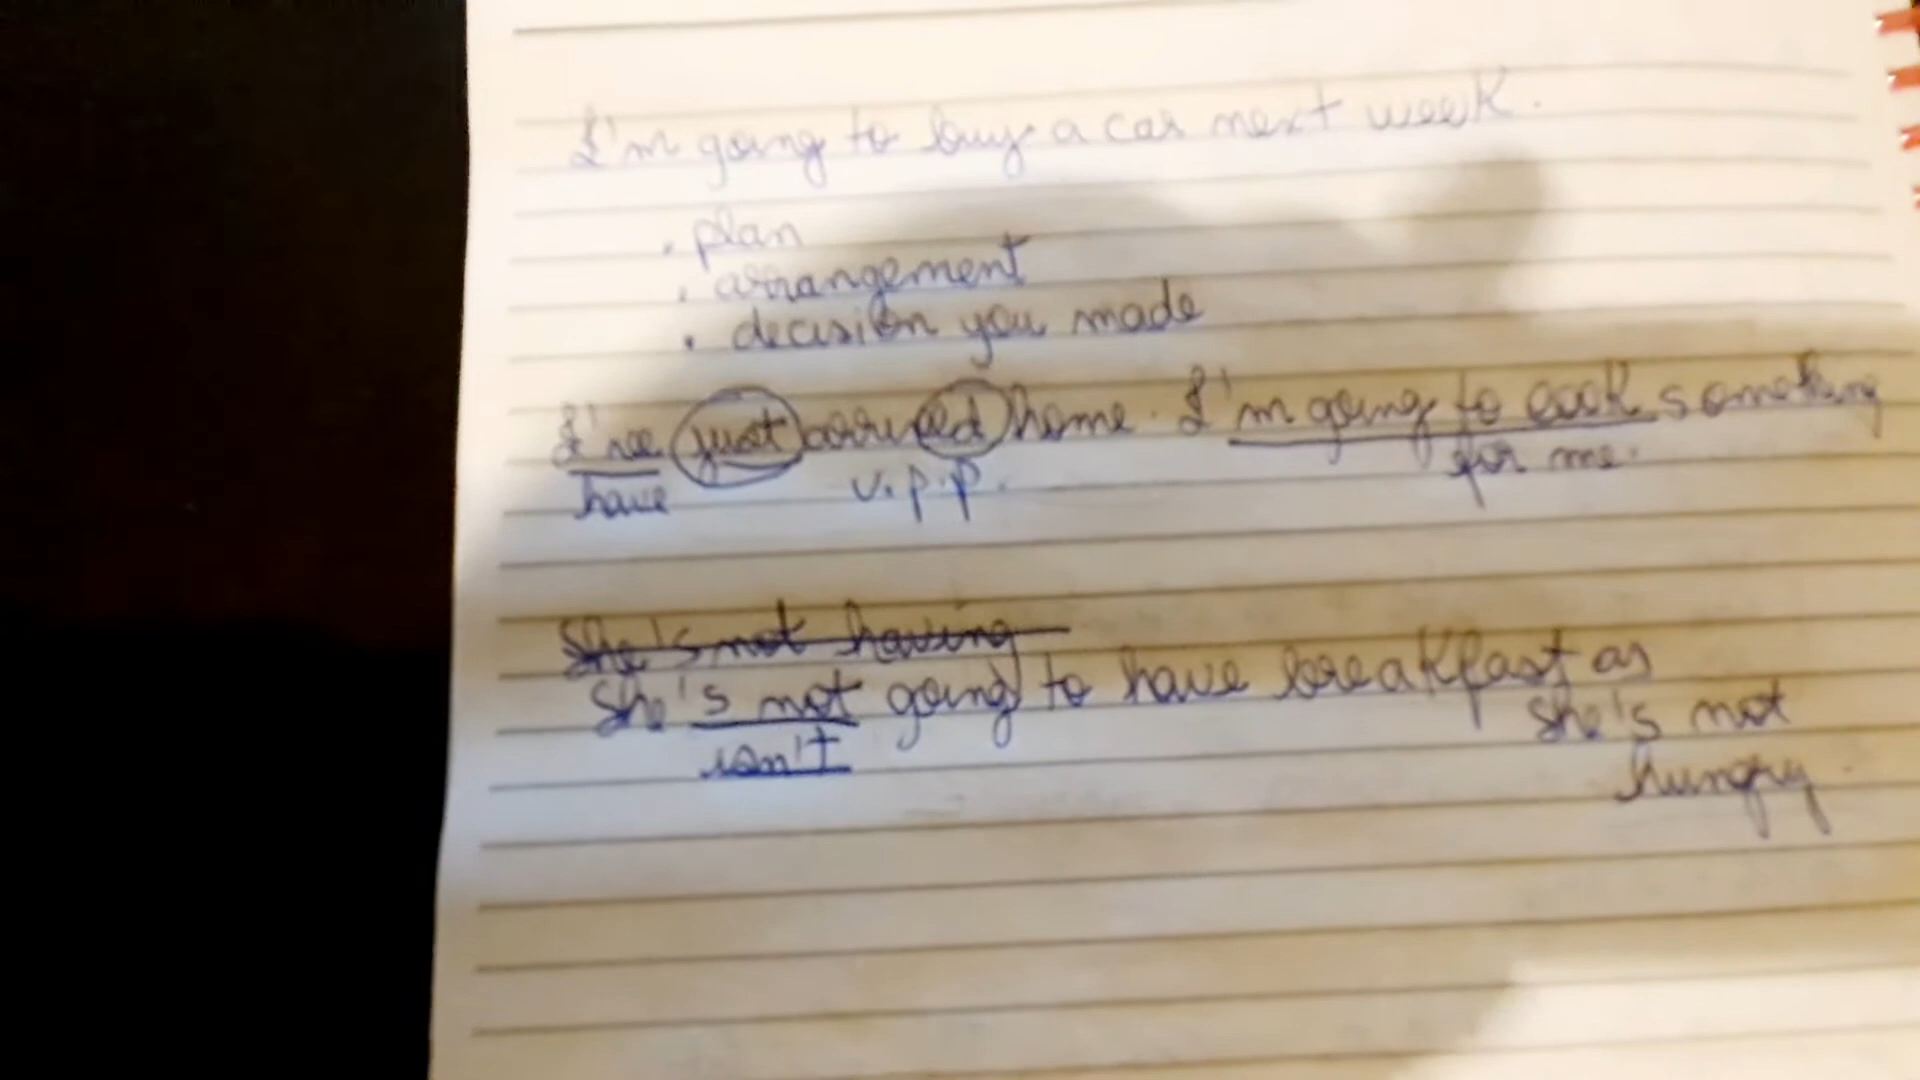 I'm going to buy a car next week.
. plan
. arrangement
. decision you made
I've just arrived home. I'm going to cook something
have v.p.p. for me.
She's not having
She's not going to have breakfast as
isn't she's not
hungry.